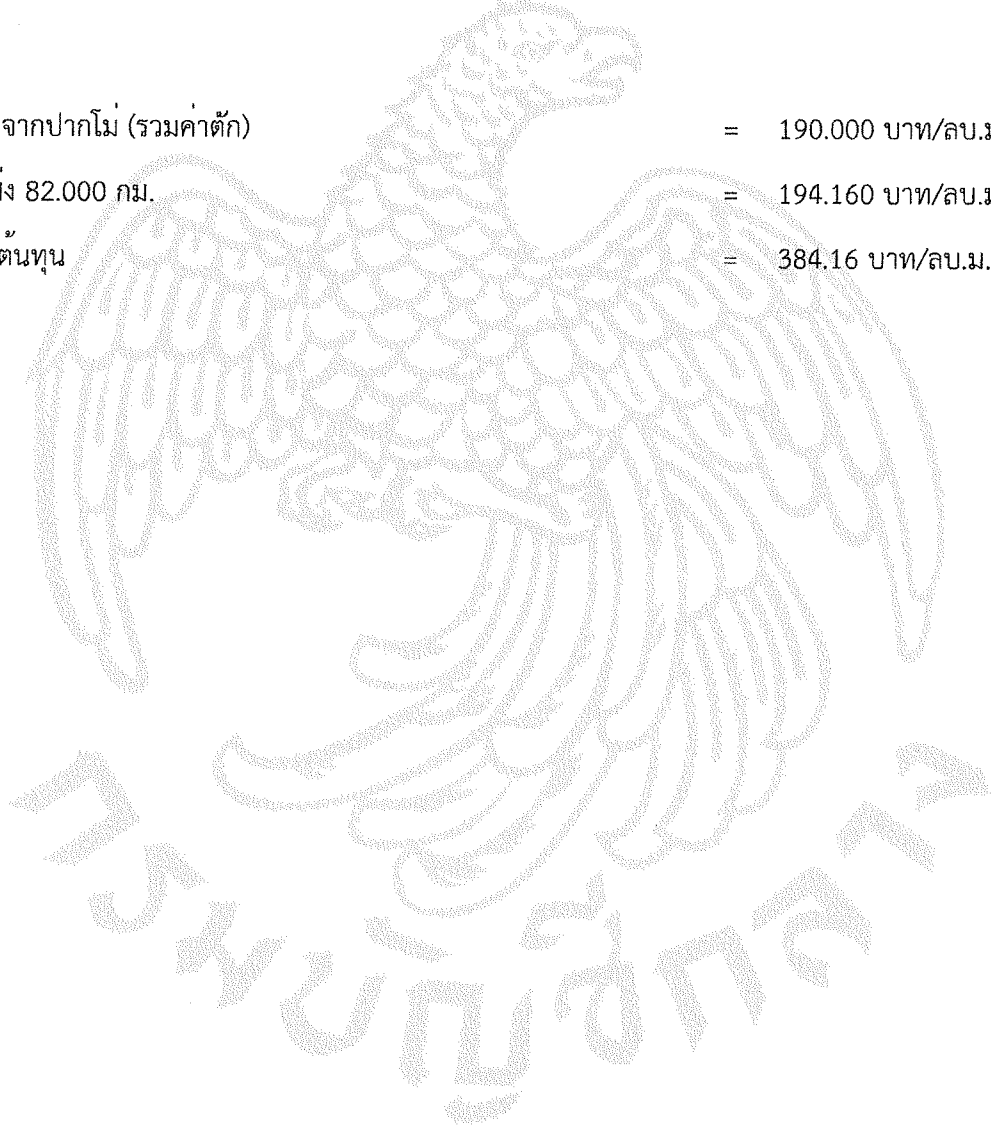 จากปากโม่ (รวมค่าตัก) = 190.000 บาท/ลบ.ม
82.000 กม. = 194.160 บาท/ลบ.ม
ต้นทุน = 384.16 บาท/ลบ.ม.
กรมบัญชีกลาง